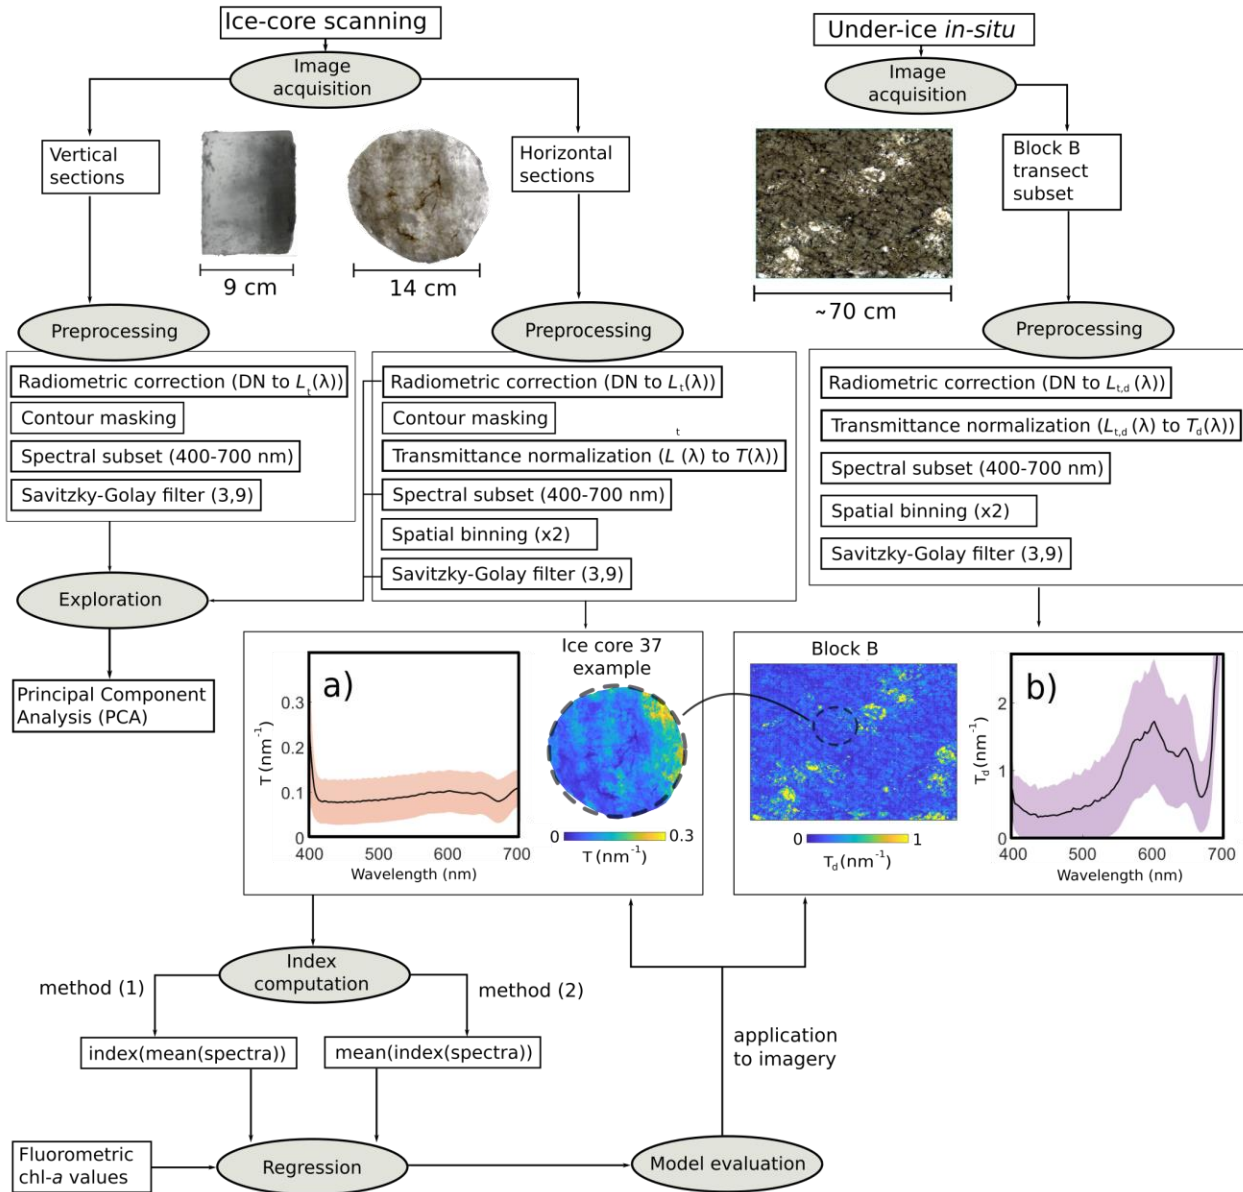 Ice-core scanning
Under-ice in-situ
Image
acquisition
Image
acquisition
Vertical
sections
Horizontal
sections
Block B
transect
subset
9 cm
14 cm
~70 cm
Preprocessing
Preprocessing
Preprocessing
Radiometric correction (DN to Lt(λ))
Contour masking
Spectral subset (400-700 nm)
Savitzky-Golay filter (3,9)
Radiometric correction (DN to Lt(λ))
Contour masking
t
Transmittance normalization (L (λ) to T(λ))
Spectral subset (400-700 nm)
Spatial binning (x2)
Savitzky-Golay filter (3,9)
Radiometric correction (DN to Lt,d (λ))
Transmittance normalization (Lt,d (λ) to Td(λ))
Spectral subset (400-700 nm)
Spatial binning (x2)
Savitzky-Golay filter (3,9)
Exploration
Principal Component
Analysis (PCA)
a)
0.3
0.2
0.1
0
T (nm-1)
400 500 600 700
Wavelength (nm)
Ice core 37
example
0 0.3
T (nm-1)
Block B
0 1
Td(nm-1)
b)
2
1
0
Td(nm-1)
400 500 600 700
Wavelength (nm)
Index
computation
method (1)
method (2)
index(mean(spectra))
mean(index(spectra))
application
to imagery
Fluorometric
chl-a values
Regression
Model evaluation